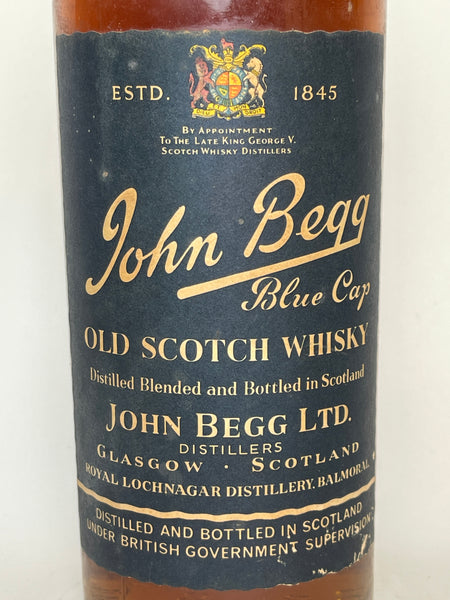 ESTD. 1845
BY APPOINTMENT
TO THE LATE KING GEORGE V.
SCOTCH WHISKY DISTILLERS
John Begg
Blue Cap
OLD SCOTCH WHISKY
Distilled Blended and Bottled in Scotland
JOHN BEGG LTD.
DISTILLERS
GLASGOW · SCOTLAND
ROYAL LOCHNAGAR DISTILLERY, BALMORAL
DISTILLED AND BOTTLED IN SCOTLAND
UNDER BRITISH GOVERNMENT SUPERVISION